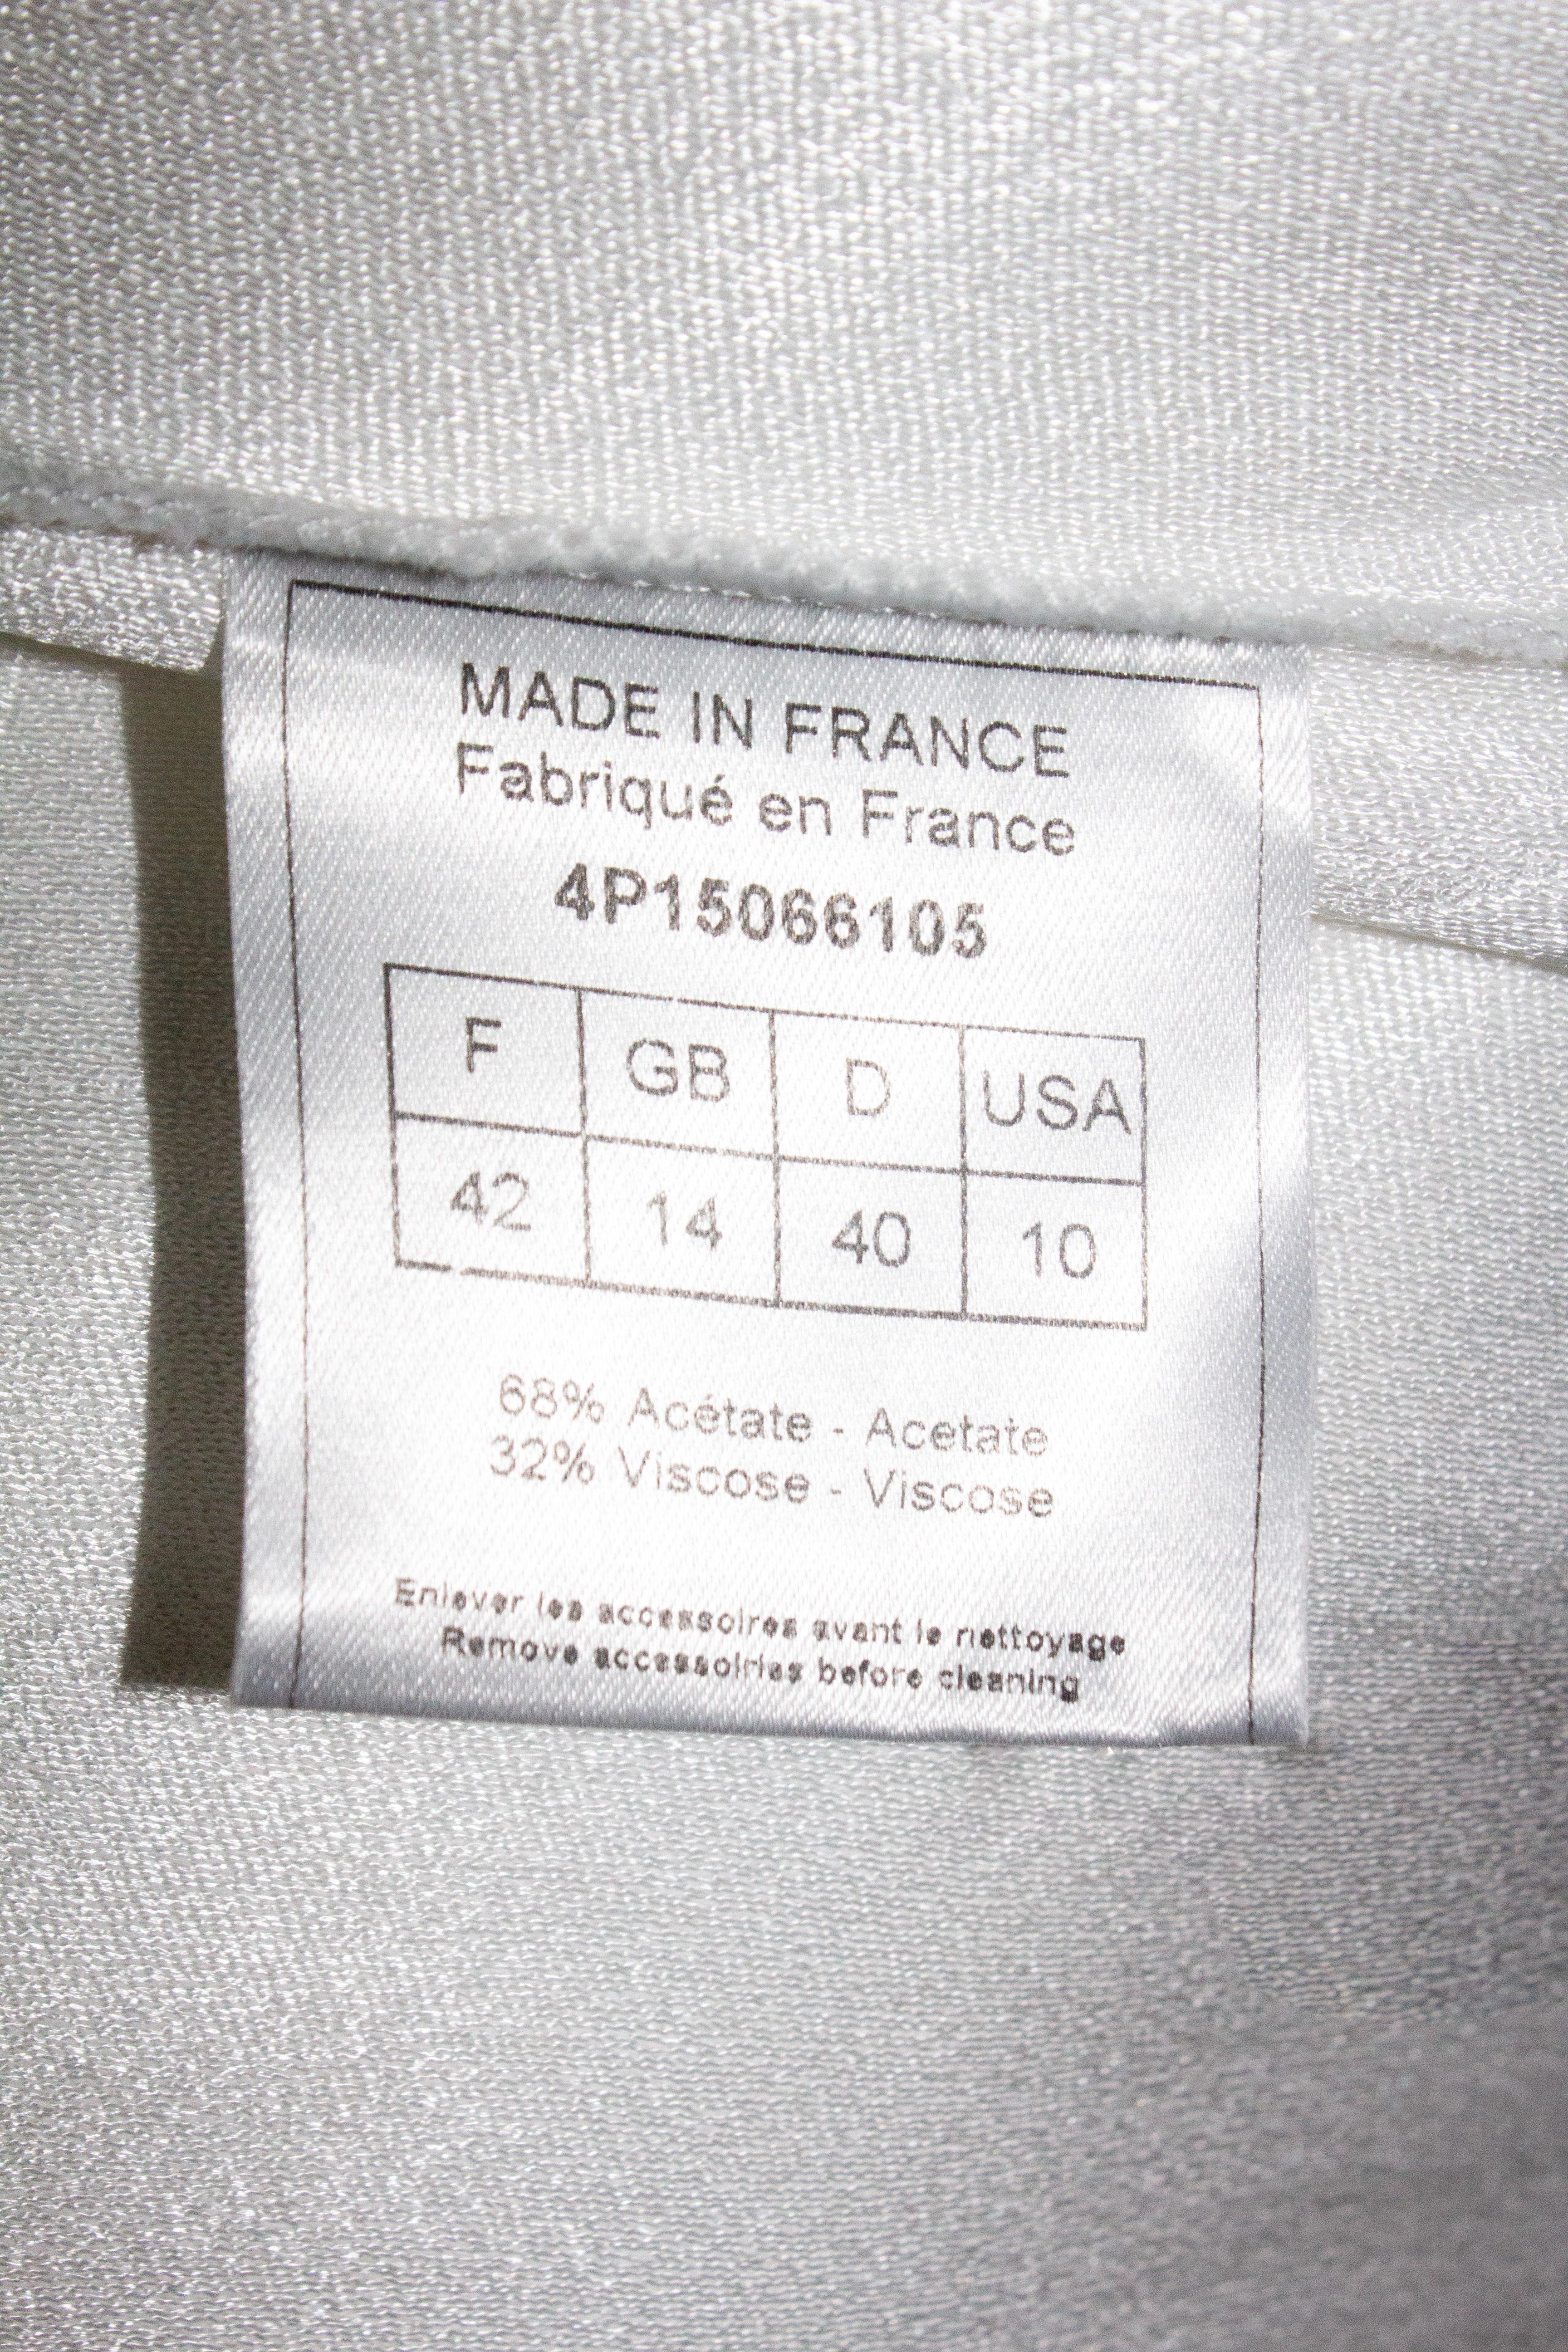 MADE IN FRANCE
Fabriqué en France
4P15066105
F GB D USA
42 14 40 10
68% Acétate - Acetate
32% Viscose - Viscose
Enlever les accessoires avant le nettoyage
Remove accessoiries before cleaning